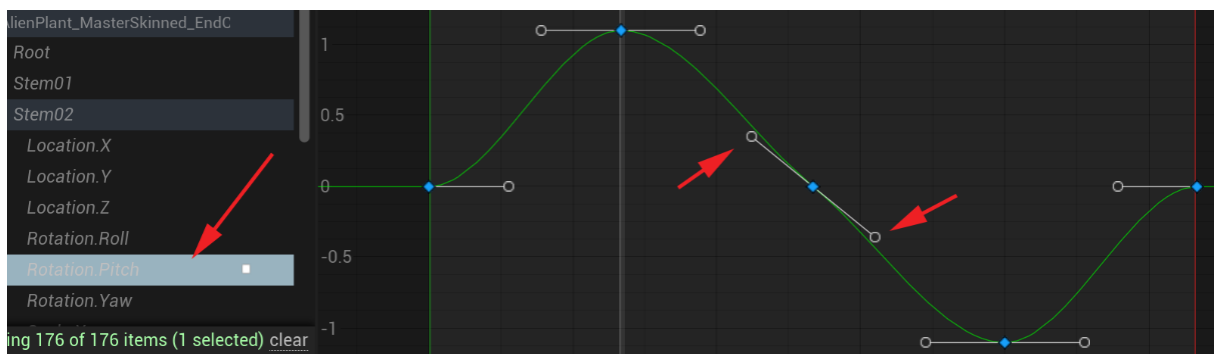 AlienPlant_MasterSkinned_EndC
Root
Stem01
Stem02
Location.X
Location.Y
Location.Z
Rotation.Roll
Rotation.Pitch
Rotation.Yaw
ing 176 of 176 items (1 selected) clear
1
0.5
0
-0.5
-1